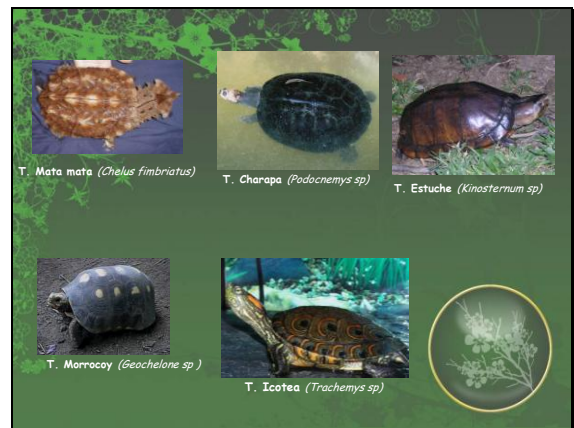 T. Mata mata (Chelus fimbriatus)
T. Charapa (Podocnemys sp)
T. Estuche (Kinosternum sp)
T. Morrocoy (Geochelone sp )
T. Icotea (Trachemys sp)